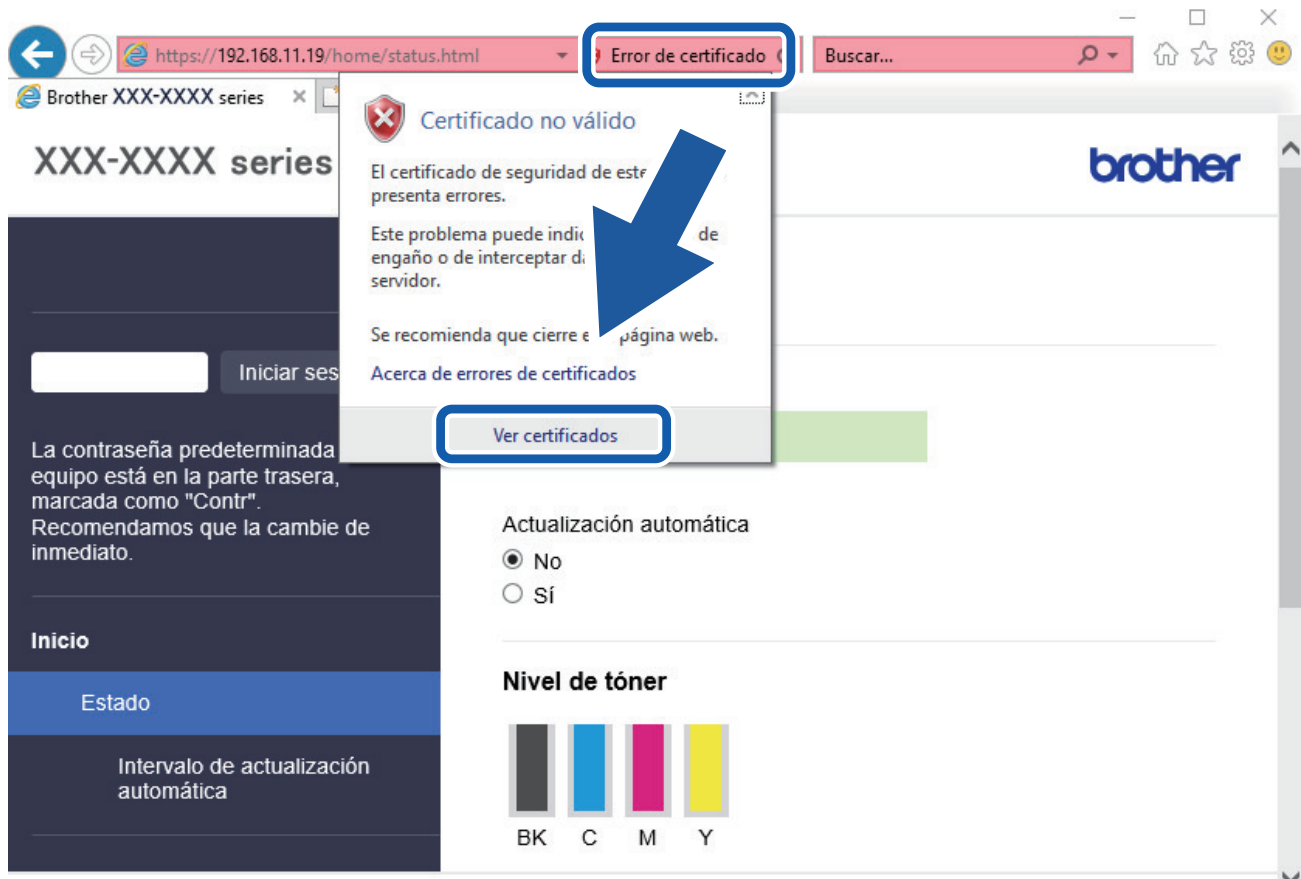 https://192.168.11.19/home/status.html
Error de certificado
Buscar...
Brother XXX-XXXX series
XXX-XXXX series
brother
Certificado no válido
El certificado de seguridad de este
presenta errores.
Este problema puede de
engaño o de interceptar
servidor.
Se recomienda que cierre página web.
Acerca de errores de certificados
Ver certificados
Iniciar
La contraseña predeterminada
equipo está en la parte trasera,
marcada como "Contr".
Recomendamos que la cambie de
inmediato.
Inicio
Estado
Intervalo de actualización
automática
Actualización automática
No
Sí
Nivel de tóner
BK C M Y